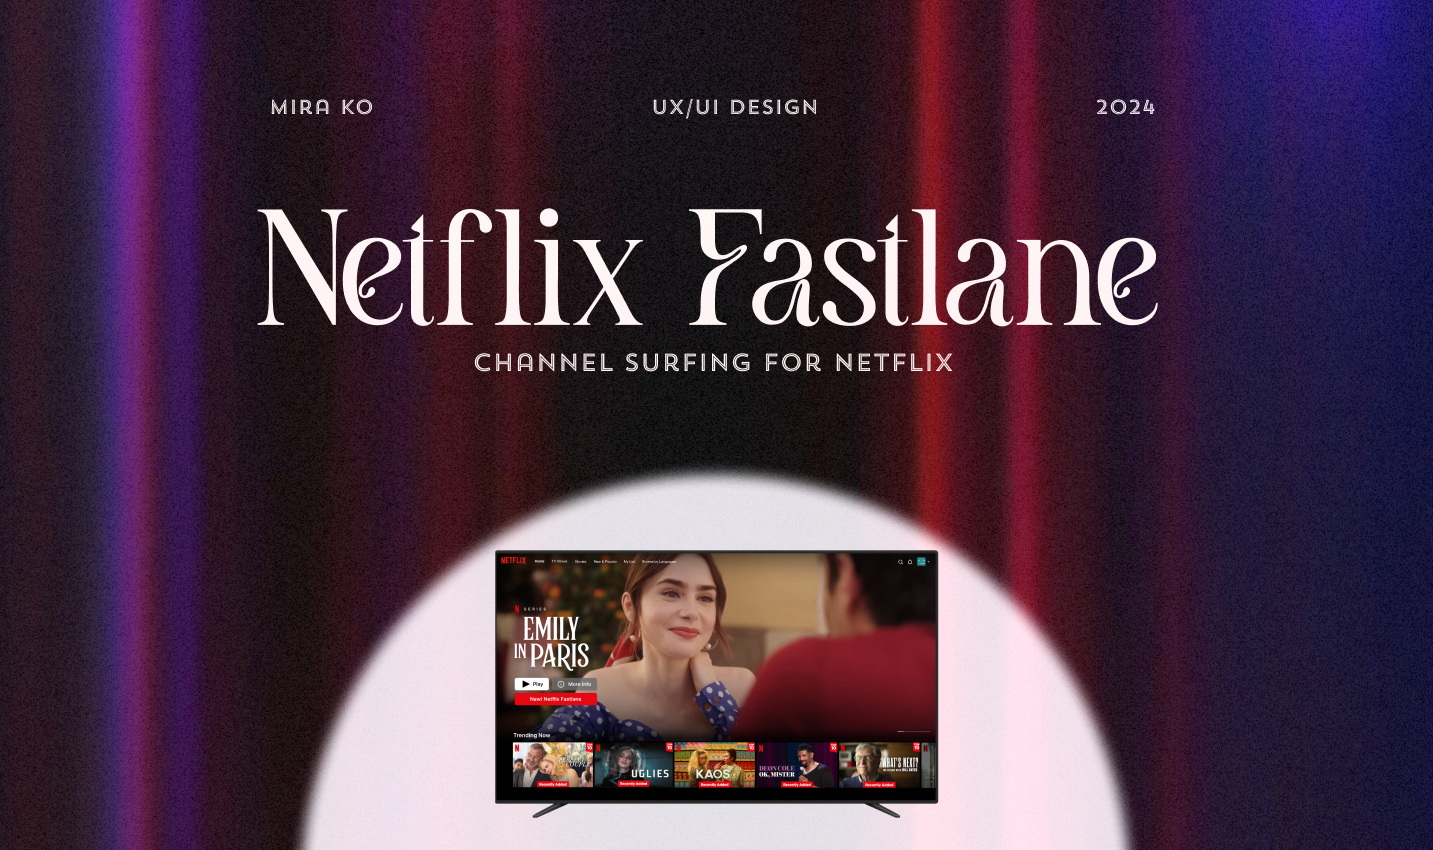 MIRA KO
UX/UI DESIGN
2024
Netflix Fastlane
CHANNEL SURFING FOR NETFLIX
NETFLIX
Home TV Shows Movies New & Popular My List Browse by Languages
N SERIES
EMILY
IN PARIS
Play
More Info
New! Netflix Fastlane
Trending Now
UGLIES
KAOS
DEON COLE
OK, MISTER
WHAT'S NEXT?
Recently Added
Recently Added
Recently Added
Recently Added
Recently Added